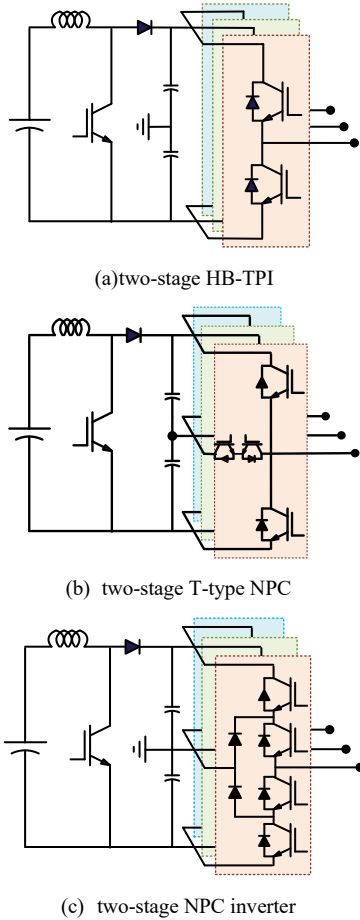 (a)two-stage HB-TPI
(b) two-stage T-type NPC
(c) two-stage NPC inverter